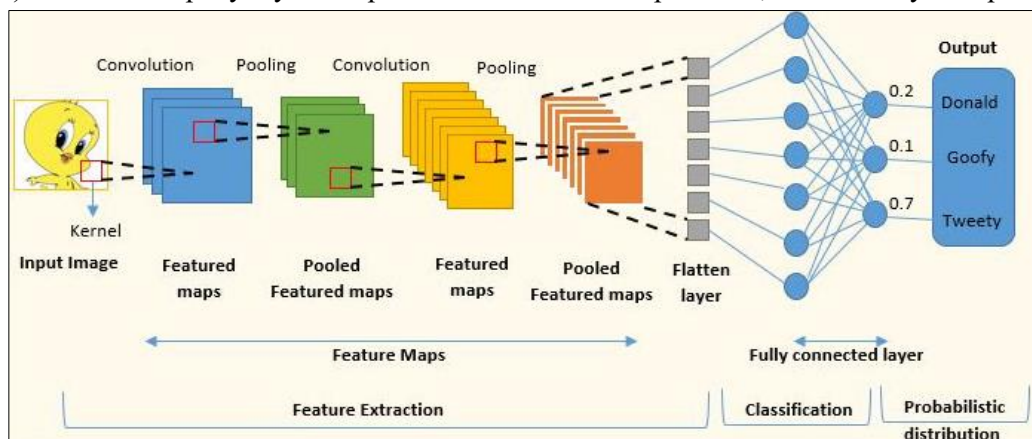 Convolution Pooling Convolution Pooling
Output
0.2 Donald
0.1 Goofy
0.7 Tweety
Kernel
Input Image
Featured
maps
Pooled
Featured maps
Featured
maps
Pooled
Featured maps
Flatten
layer
Feature Maps
Fully connected layer
Feature Extraction
Classification
Probabilistic
distribution